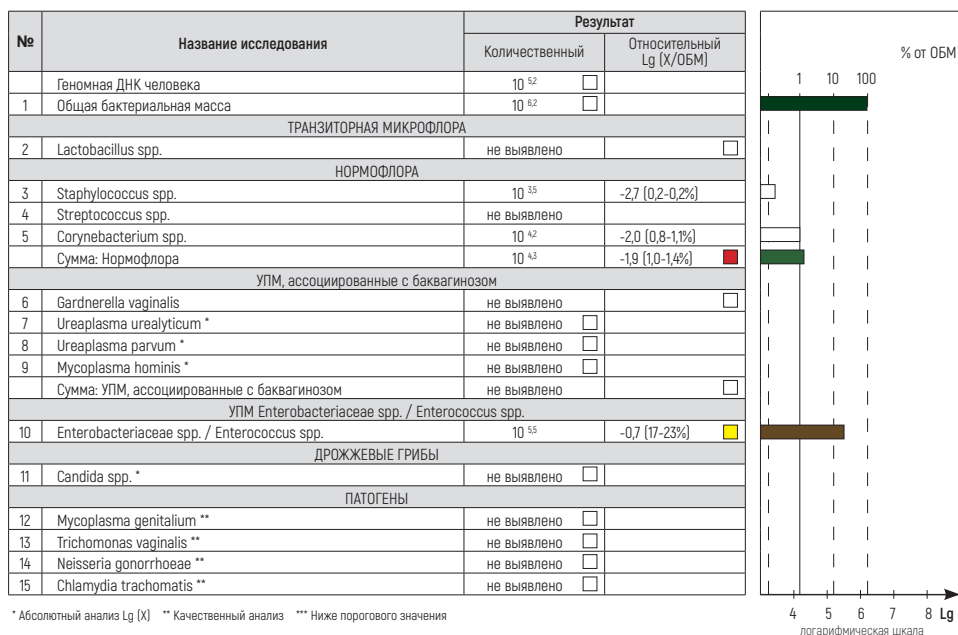 № Название исследования Результат
Количественный Относительный Lg (Х/ОБМ)
Геномная ДНК человека 10 5,2
1 Общая бактериальная масса 10 6,2
ТРАНЗИТОРНАЯ МИКРОФЛОРА
2 Lactobacillus spp. не выявлено
НОРМОФЛОРА
3 Staphylococcus spp. 10 3,5 -2,7 (0,2-0,2%)
4 Streptococcus spp. не выявлено
5 Corynebacterium spp. 10 4,2 -2,0 (0,8-1,1%)
Сумма: Нормофлора 10 4,3 -1,9 (1,0-1,4%)
УПМ, ассоциированные с баквагинозом
6 Gardnerella vaginalis не выявлено
7 Ureaplasma urealyticum * не выявлено
8 Ureaplasma parvum * не выявлено
9 Mycoplasma hominis * не выявлено
Сумма: УПМ, ассоциированные с баквагинозом не выявлено
УПМ Enterobacteriaceae spp. / Enterococcus spp.
10 Enterobacteriaceae spp. / Enterococcus spp. 10 5,5 -0,7 (17-23%)
ДРОЖЖЕВЫЕ ГРИБЫ
11 Candida spp. * не выявлено
ПАТОГЕНЫ
12 Mycoplasma genitalium ** не выявлено
13 Trichomonas vaginalis ** не выявлено
14 Neisseria gonorrhoeae ** не выявлено
15 Chlamydia trachomatis ** не выявлено
* Абсолютный анализ Lg (X) ** Качественный анализ *** Ниже порогового значения
% от ОБМ
1 10 100
4 5 6 7 8 Lg
логарифмическая шкала